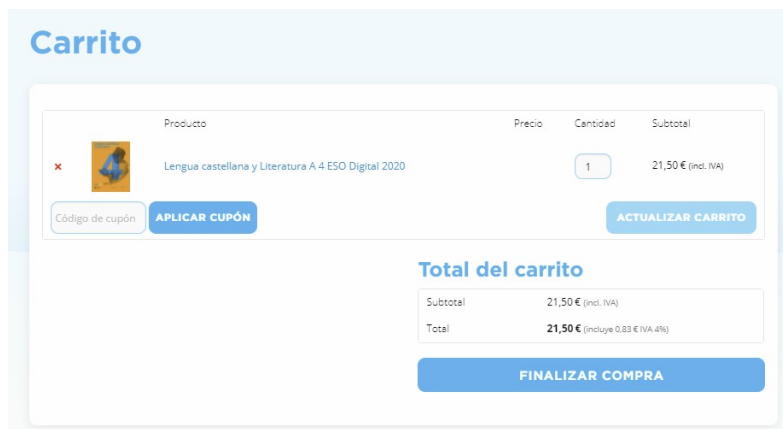 Carrito
Producto Precio Cantidad Subtotal
× Lengua castellana y Literatura A 4 ESO Digital 2020 1 21,50 € (incl. IVA)
4
Código de cupón APLICAR CUPÓN ACTUALIZAR CARRITO
Total del carrito
Subtotal 21,50 € (incl. IVA)
Total 21,50 € (incluye 0,83 € IVA 4%)
FINALIZAR COMPRA